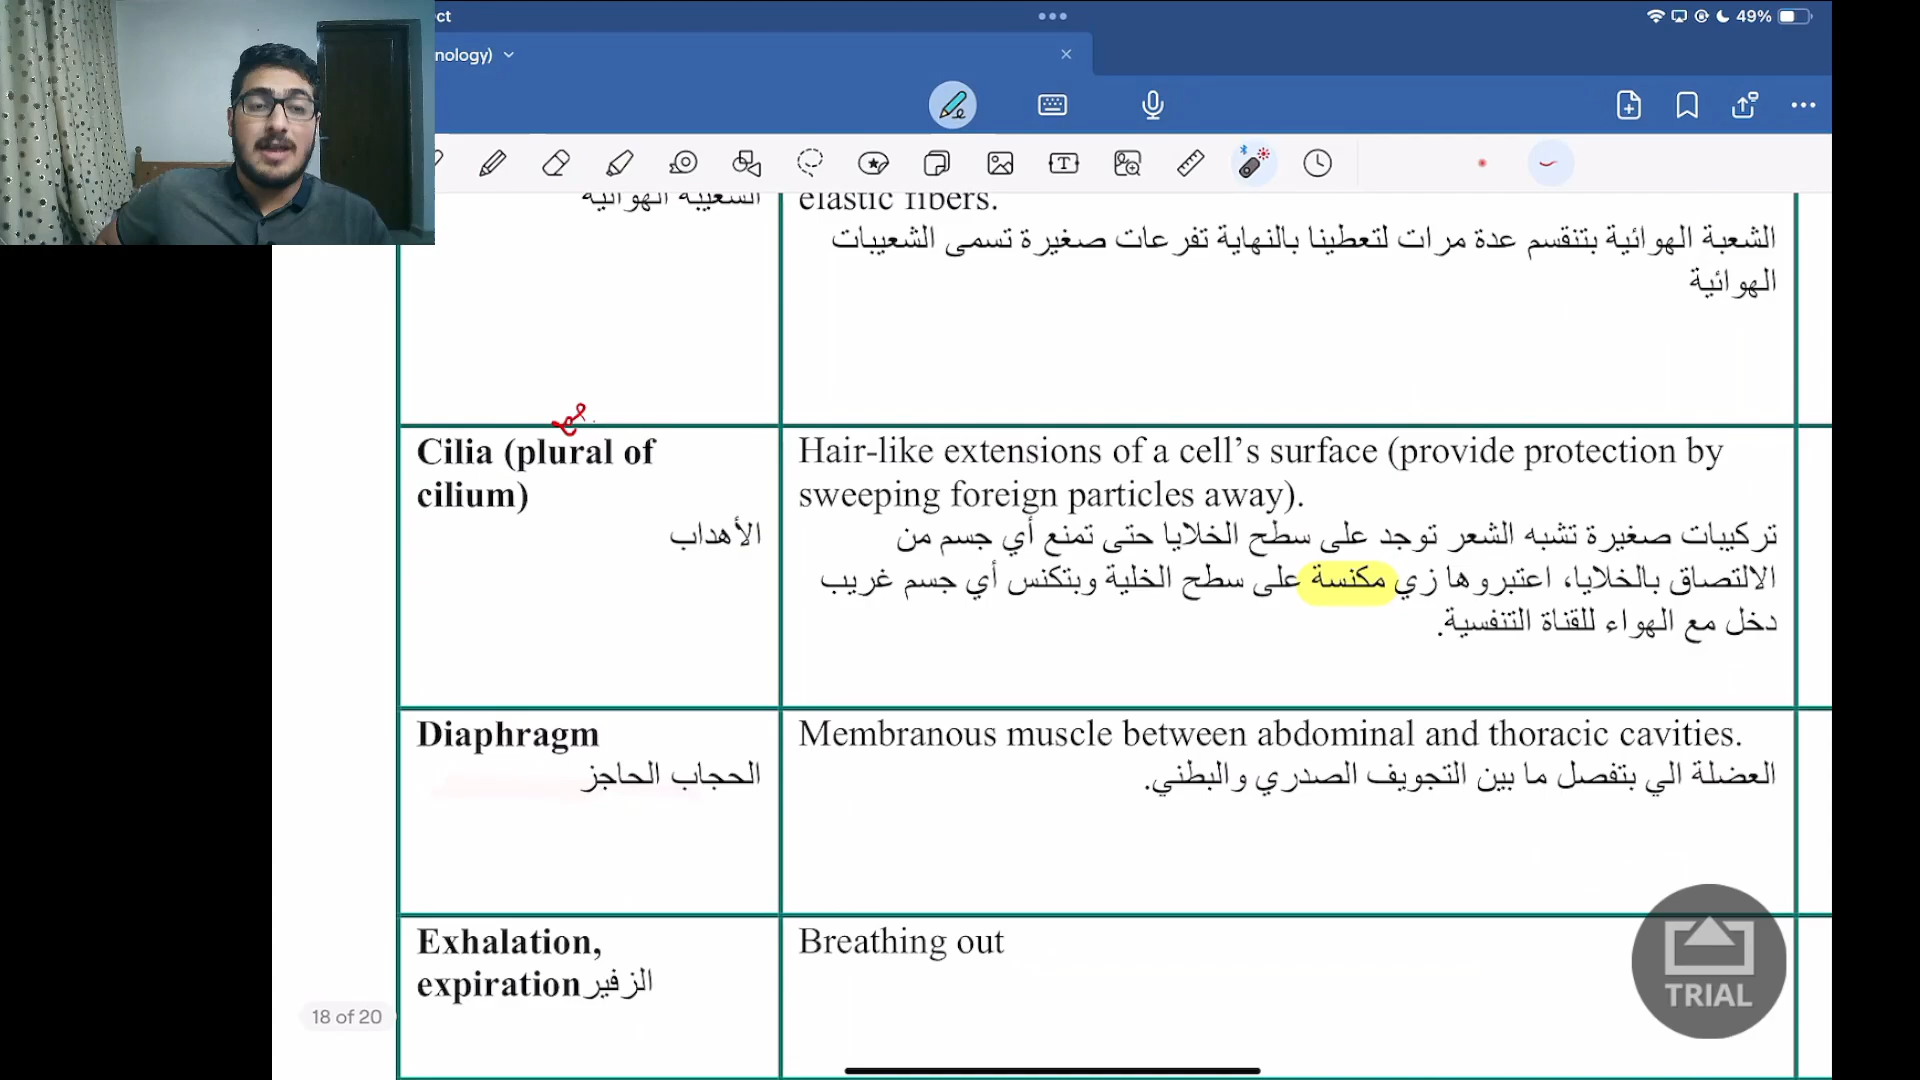 ct
49%
nology)
الشعيبة الهوائية
elastic fibers.
الشعبة الهوائية بتنقسم عدة مرات لتعطينا بالنهاية تفرعات صغيرة تسمى الشعيبات
الهوائية
Cilia (plural of
cilium)
الأهداب
Hair-like extensions of a cell’s surface (provide protection by
sweeping foreign particles away).
تركيبات صغيرة تشبه الشعر توجد على سطح الخلايا حتى تمنع أي جسم من
الالتصاق بالخلايا، اعتبروها زي مكنسة على سطح الخلية وبتكنس أي جسم غريب
دخل مع الهواء للقناة التنفسية.
Diaphragm
الحجاب الحاجز
Membranous muscle between abdominal and thoracic cavities.
العضلة الي بتفصل ما بين التجويف الصدري والبطني.
Exhalation,
expiration الزفير
Breathing out
18 of 20
TRIAL